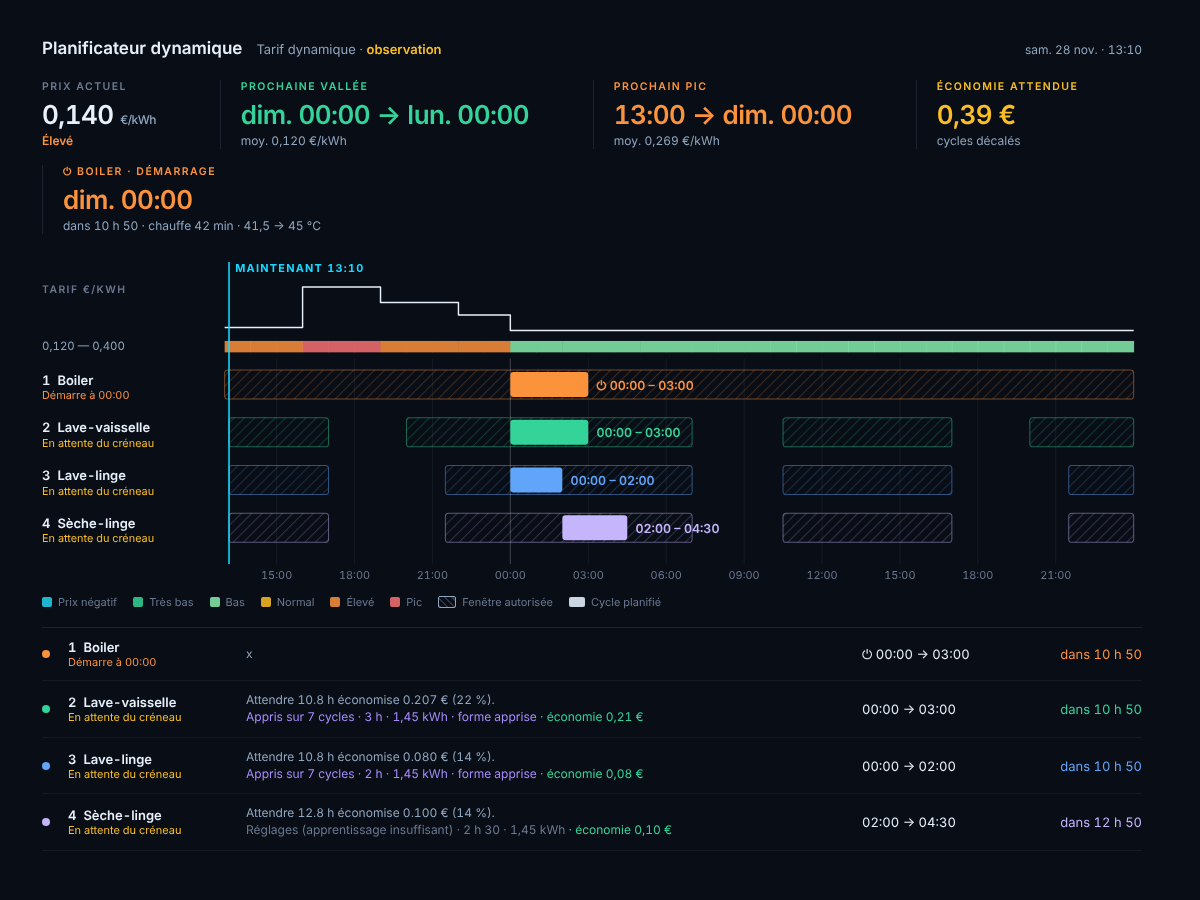 Planificateur dynamique Tarif dynamique · observation sam. 28 nov. · 13:10
PRIX ACTUEL
0,140 €/kWh
Élevé
PROCHAINE VALLÉE
dim. 00:00 → lun. 00:00
moy. 0,120 €/kWh
PROCHAIN PIC
13:00 → dim. 00:00
moy. 0,269 €/kWh
ÉCONOMIE ATTENDUE
0,39 €
cycles décalés
⏻ BOILER · DÉMARRAGE
dim. 00:00
dans 10 h 50 · chauffe 42 min · 41,5 → 45 °C
MAINTENANT 13:10
TARIF €/KWH
0,120 — 0,400
1 Boiler
Démarre à 00:00
⏻ 00:00 – 03:00
2 Lave-vaisselle
En attente du créneau
00:00 – 03:00
3 Lave-linge
En attente du créneau
00:00 – 02:00
4 Sèche-linge
En attente du créneau
02:00 – 04:30
15:00 18:00 21:00 00:00 03:00 06:00 09:00 12:00 15:00 18:00 21:00
Prix négatif Très bas Bas Normal Élevé Pic Fenêtre autorisée Cycle planifié
1 Boiler
Démarre à 00:00
x
⏻ 00:00 → 03:00
dans 10 h 50
2 Lave-vaisselle
En attente du créneau
Attendre 10.8 h économise 0.207 € (22 %).
Appris sur 7 cycles · 3 h · 1,45 kWh · forme apprise · économie 0,21 €
00:00 → 03:00
dans 10 h 50
3 Lave-linge
En attente du créneau
Attendre 10.8 h économise 0.080 € (14 %).
Appris sur 7 cycles · 2 h · 1,45 kWh · forme apprise · économie 0,08 €
00:00 → 02:00
dans 10 h 50
4 Sèche-linge
En attente du créneau
Attendre 12.8 h économise 0.100 € (14 %).
Réglages (apprentissage insuffisant) · 2 h 30 · 1,45 kWh · économie 0,10 €
02:00 → 04:30
dans 12 h 50